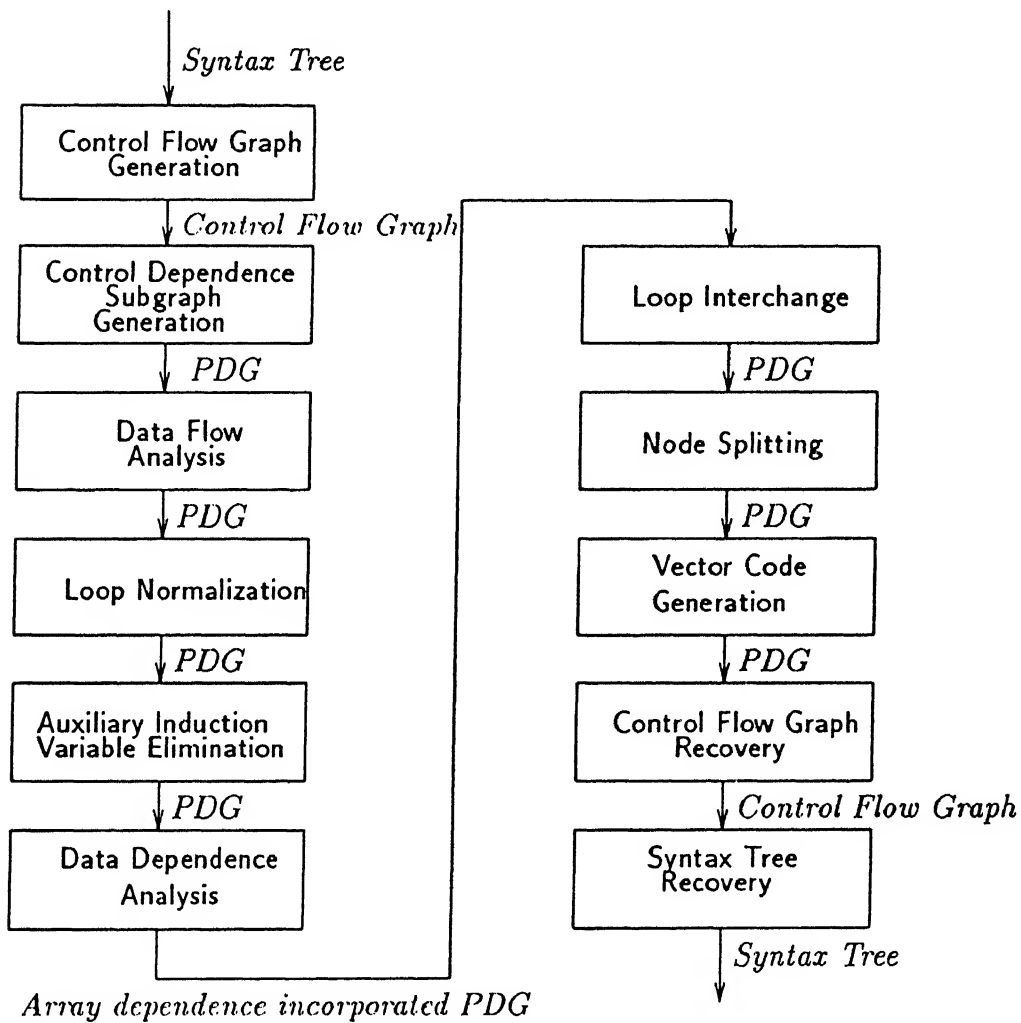 Syntax Tree
Control Flow Graph
Generation
Control Flow Graph
Control Dependence
Subgraph
Generation
PDG
Data Flow
Analysis
PDG
Loop Normalization
PDG
Auxiliary Induction
Variable Elimination
PDG
Data Dependence
Analysis
Array dependence incorporated PDG
Loop Interchange
PDG
Node Splitting
PDG
Vector Code
Generation
PDG
Control Flow Graph
Recovery
Control Flow Graph
Syntax Tree
Recovery
Syntax Tree